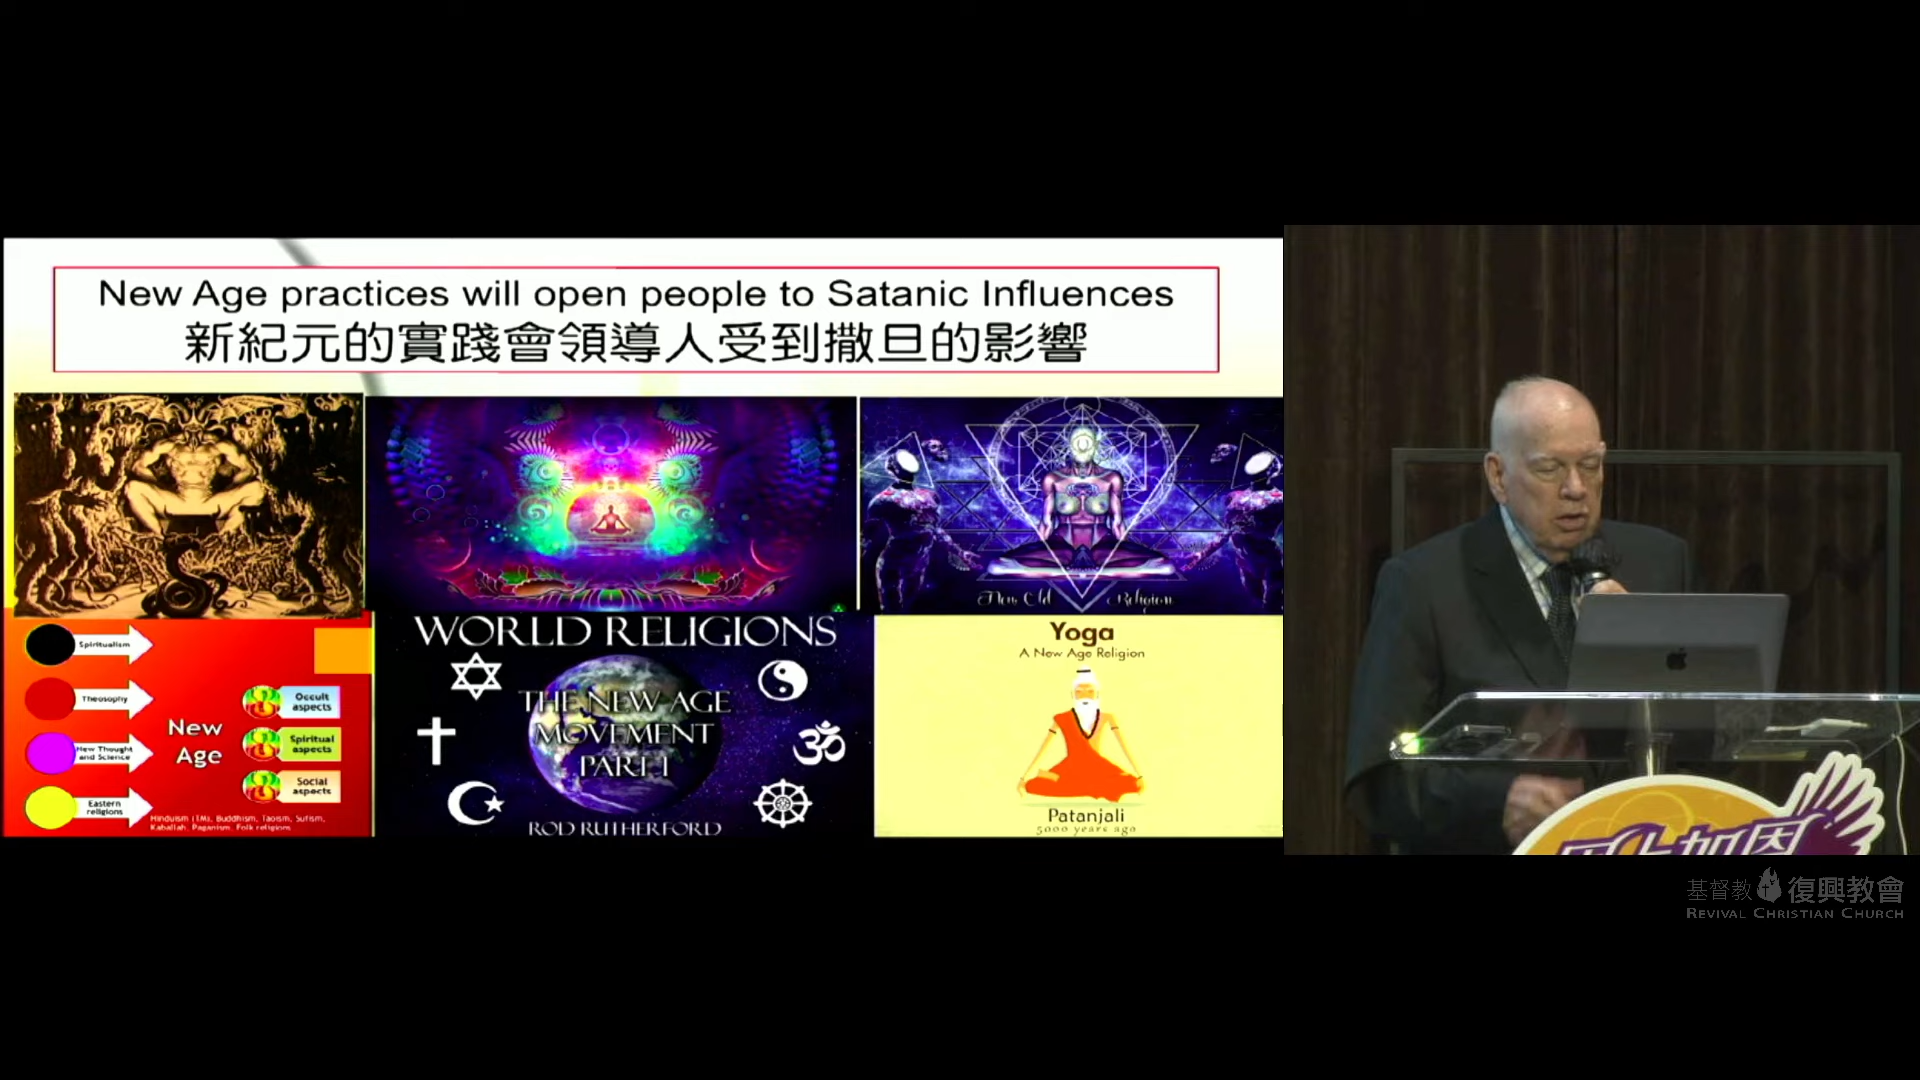 New Age practices will open people to Satanic Influences
新紀元的實踐會領導人受到撒旦的影響
New Old Religion
Spiritualism
Theosophy
New Thought
and Science
Eastern
religions
New
Age
Occult
aspects
Spiritual
aspects
Social
aspects
Hinduism (TM), Buddhism, Taoism, Sufism,
Kaballah, Paganism, Folk religions
WORLD RELIGIONS
THE NEW AGE
MOVEMENT
PART I
ROD RUTHERFORD
Yoga
A New Age Religion
Patanjali
5000 years ago
基督教 復興教會
REVIVAL CHRISTIAN CHURCH